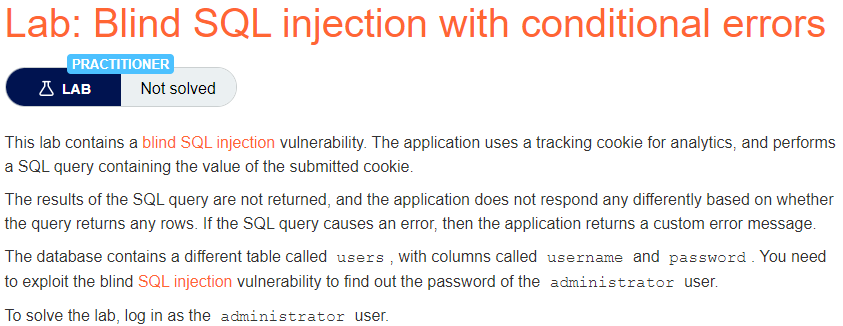 Lab: Blind SQL injection with conditional errors
PRACTITIONER
LAB Not solved
This lab contains a blind SQL injection vulnerability. The application uses a tracking cookie for analytics, and performs
a SQL query containing the value of the submitted cookie.
The results of the SQL query are not returned, and the application does not respond any differently based on whether
the query returns any rows. If the SQL query causes an error, then the application returns a custom error message.
The database contains a different table called users , with columns called username and password . You need
to exploit the blind SQL injection vulnerability to find out the password of the administrator user.
To solve the lab, log in as the administrator user.